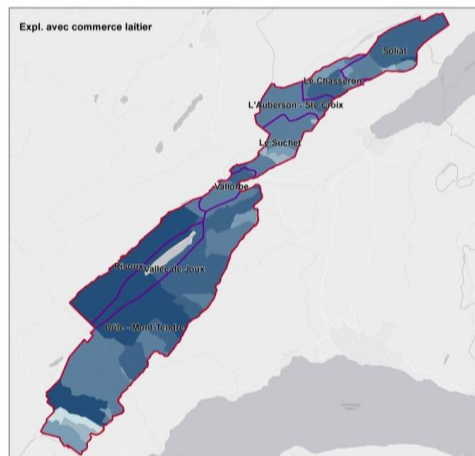 Expl. avec commerce laitier
Soliat
Le Chasseron
L'Auberson - Ste-Croix
Le Suchet
Vallorbe
Risoux
Vallée de Joux
Dôle - Mont Tendre